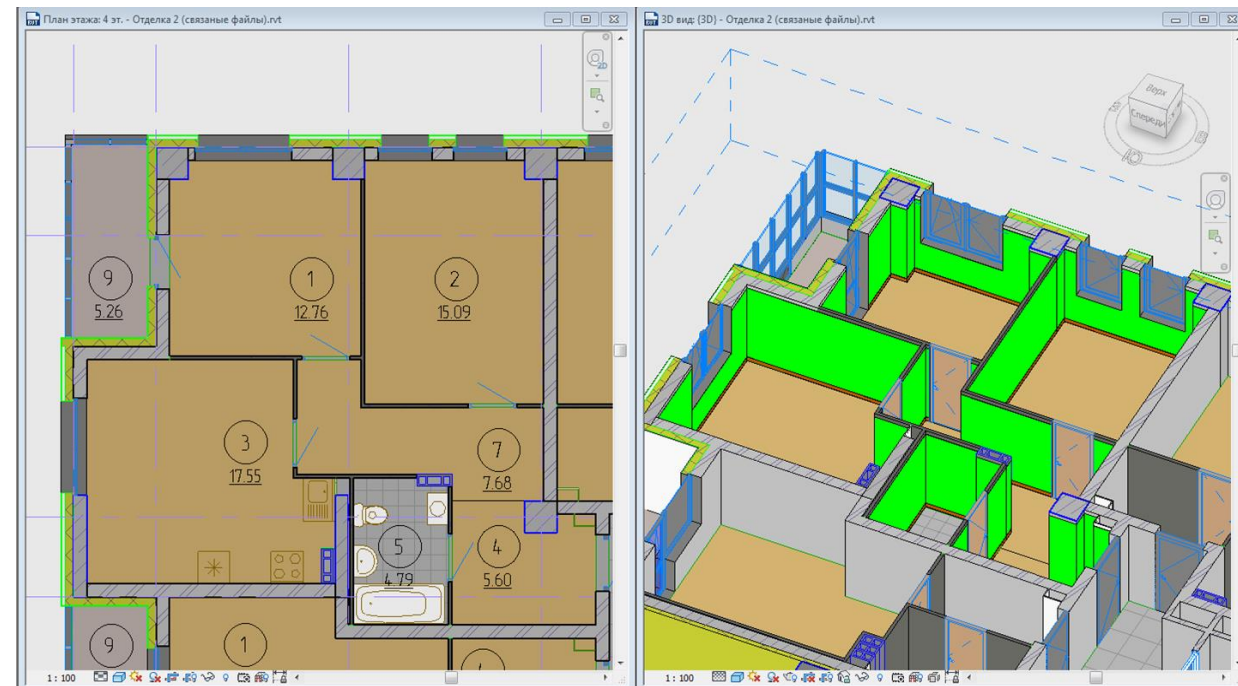 План этажа: 4 эт. - Отделка 2 (связаные файлы).rvt
9
5.26
1
12.76
2
15.09
3
17.55
7
7.68
5
4.79
4
5.60
9
1
1 : 100
3D вид: {3D} - Отделка 2 (связаные файлы).rvt
Верх
Спереди
1 : 100